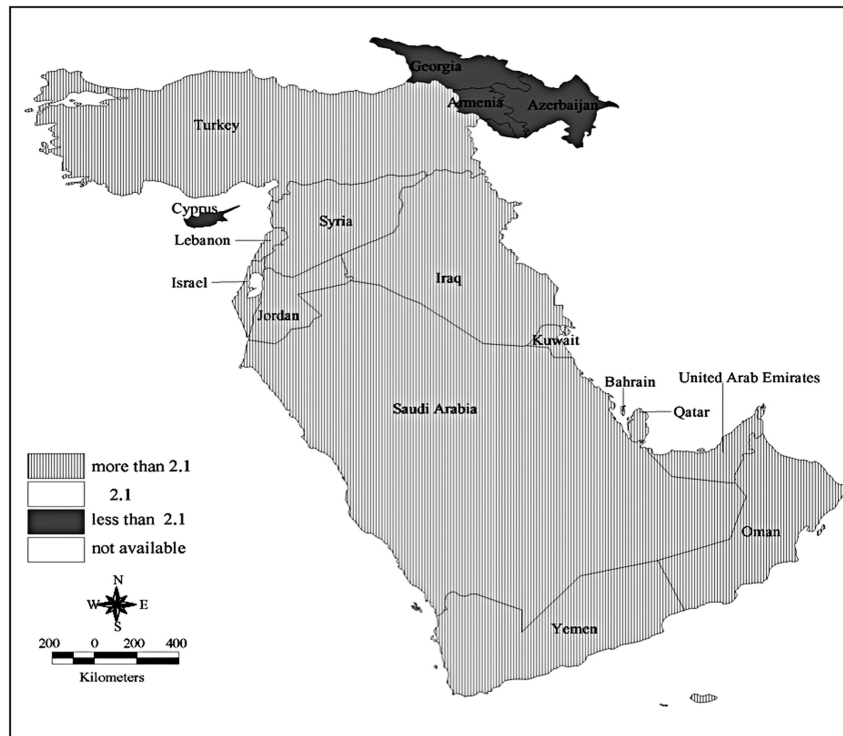 Georgia
Armenia
Azerbaijan
Turkey
Cyprus
Syria
Lebanon
Iraq
Israel
Jordan
Kuwait
Bahrain
United Arab Emirates
Saudi Arabia
Qatar
more than 2.1
2.1
less than 2.1
not available
Oman
Yemen
N
W E
S
200 0 200 400
Kilometers